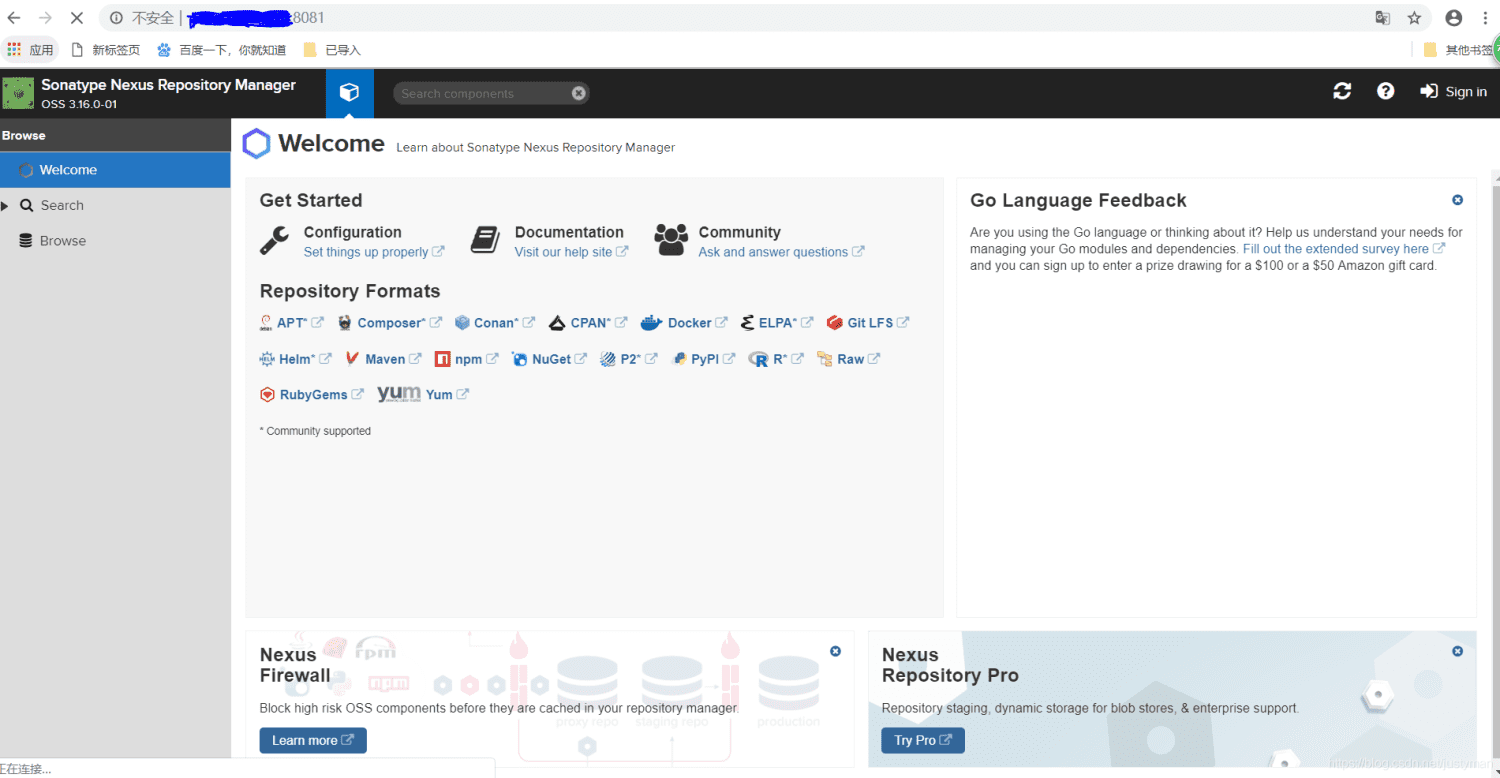 不安全 | :8081
应用 新标签页 百度一下，你就知道 已导入 其他书签
Sonatype Nexus Repository Manager
OSS 3.16.0-01
Search components
Sign in
Browse
Welcome
Search
Browse
Welcome Learn about Sonatype Nexus Repository Manager
Get Started
Configuration
Set things up properly
Documentation
Visit our help site
Community
Ask and answer questions
Repository Formats
APT* Composer* Conan* CPAN* Docker ELPA* Git LFS
Helm* Maven npm NuGet P2* PyPI R* Raw
RubyGems yum Yum
* Community supported
Go Language Feedback
Are you using the Go language or thinking about it? Help us understand your needs for
managing your Go modules and dependencies. Fill out the extended survey here
and you can sign up to enter a prize drawing for a $100 or a $50 Amazon gift card.
rpm
npm
proxy repo staging repo production
Nexus
Firewall
Block high risk OSS components before they are cached in your repository manager.
Learn more
Nexus
Repository Pro
Repository staging, dynamic storage for blob stores, & enterprise support.
Try Pro
正在连接...